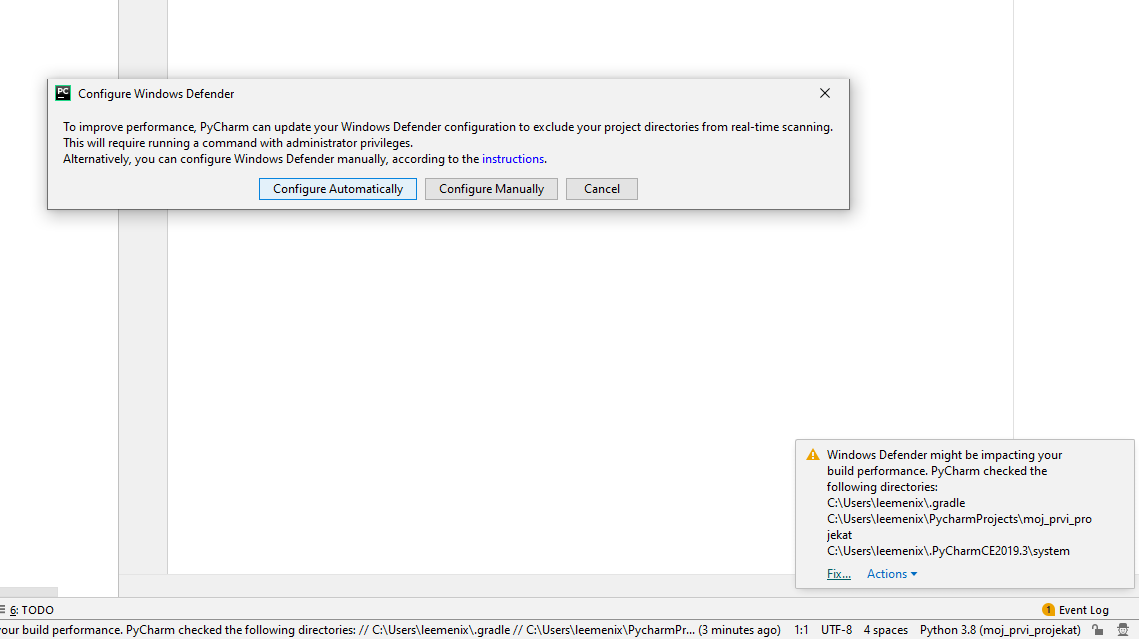 PC Configure Windows Defender
To improve performance, PyCharm can update your Windows Defender configuration to exclude your project directories from real-time scanning.
This will require running a command with administrator privileges.
Alternatively, you can configure Windows Defender manually, according to the instructions.
Configure Automatically Configure Manually Cancel
Windows Defender might be impacting your
build performance. PyCharm checked the
following directories:
C:\Users\leemenix\.gradle
C:\Users\leemenix\PycharmProjects\moj_prvi_pro
jekat
C:\Users\leemenix\.PyCharmCE2019.3\system
Fix... Actions
6: TODO 1 Event Log
your build performance. PyCharm checked the following directories: // C:\Users\leemenix\.gradle // C:\Users\leemenix\PycharmPr... (3 minutes ago) 1:1 UTF-8 4 spaces Python 3.8 (moj_prvi_projekat)